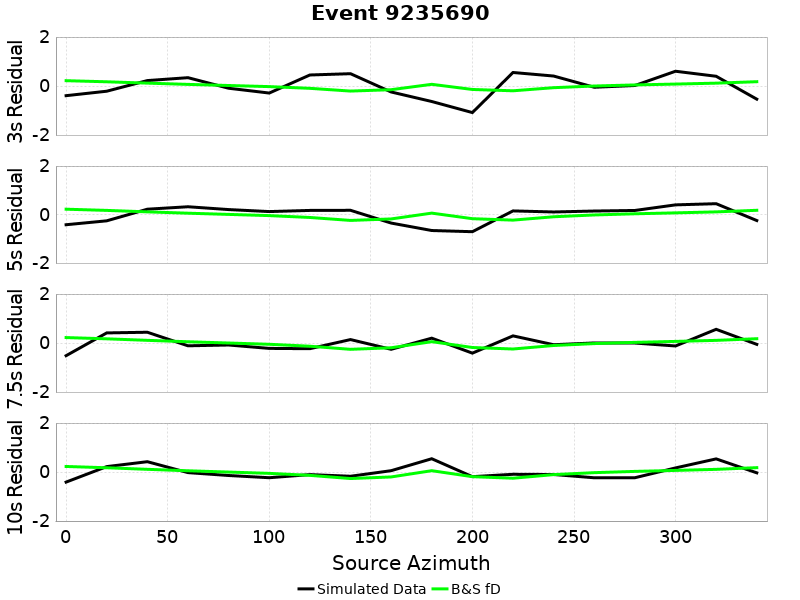 Event 9235690
3s Residual
2
0
-2
5s Residual
2
0
-2
7.5s Residual
2
0
-2
10s Residual
2
0
-2
0 50 100 150 200 250 300
Source Azimuth
Simulated Data B&S fD